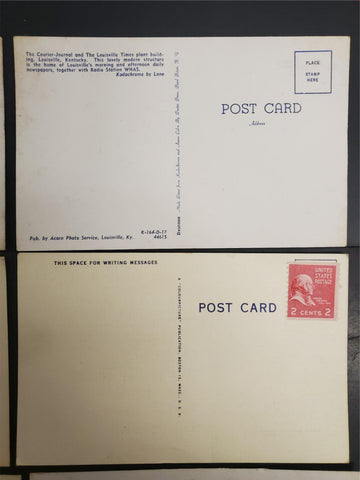 The Courier-Journal and The Louisville Times plant build-
ing, Louisville, Kentucky. This lovely modern structure
is the home of Louisville's morning and afternoon daily
newspapers, together with Radio Station WHAS.
Kodachrome by Lane
PLACE
STAMP
HERE
POST CARD
Address
K-164-D-17
Pub. by Acorn Photo Service, Louisville, Ky. 44615
THIS SPACE FOR WRITING MESSAGES
POST CARD
UNITED
STATES
POSTAGE
2 CENTS 2